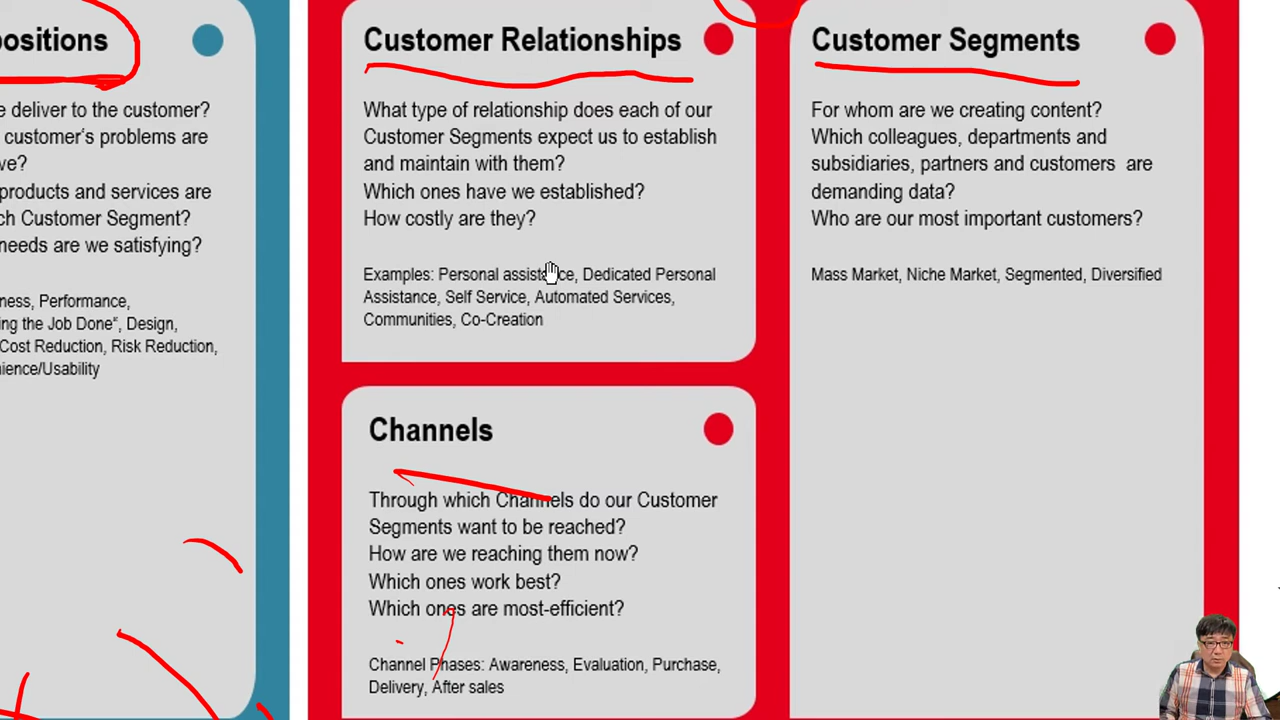 ositions
e deliver to the customer?
customer's problems are
ve?
products and services are
ch Customer Segment?
needs are we satisfying?
ness, Performance,
ing the Job Done", Design,
Cost Reduction, Risk Reduction,
ience/Usability
Customer Relationships
What type of relationship does each of our
Customer Segments expect us to establish
and maintain with them?
Which ones have we established?
How costly are they?
Examples: Personal assistance, Dedicated Personal
Assistance, Self Service, Automated Services,
Communities, Co-Creation
Channels
Through which Channels do our Customer
Segments want to be reached?
How are we reaching them now?
Which ones work best?
Which ones are most-efficient?
Channel Phases: Awareness, Evaluation, Purchase,
Delivery, After sales
Customer Segments
For whom are we creating content?
Which colleagues, departments and
subsidiaries, partners and customers are
demanding data?
Who are our most important customers?
Mass Market, Niche Market, Segmented, Diversified